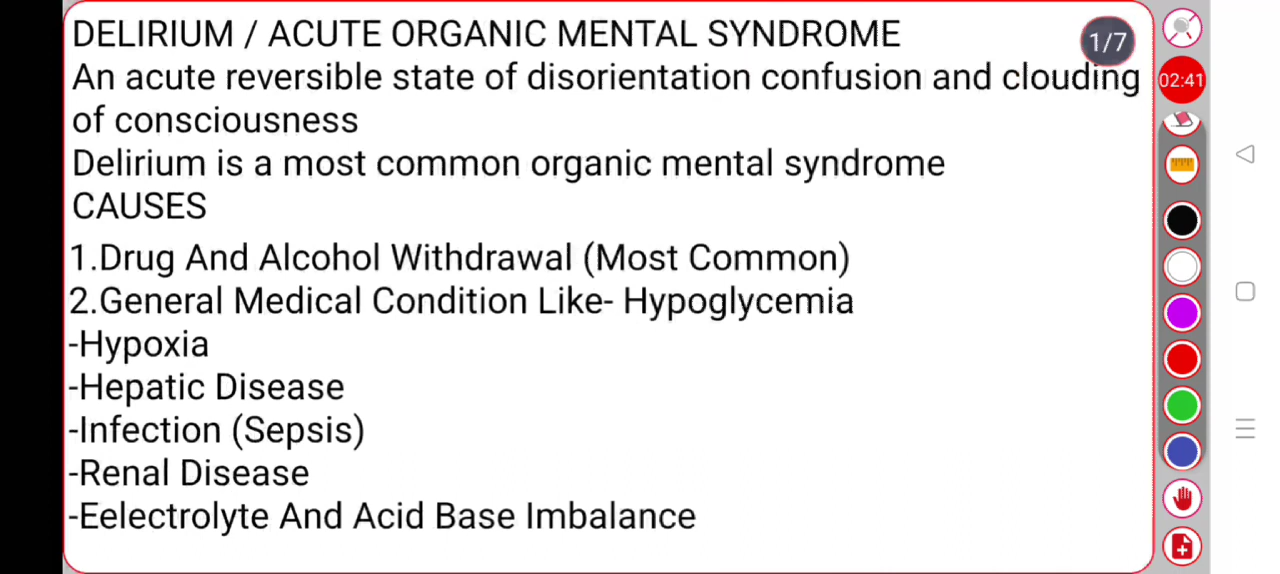 DELIRIUM / ACUTE ORGANIC MENTAL SYNDROME
1/7
An acute reversible state of disorientation confusion and clouding
02:41
of consciousness
Delirium is a most common organic mental syndrome
CAUSES
1.Drug And Alcohol Withdrawal (Most Common)
2.General Medical Condition Like- Hypoglycemia
-Hypoxia
-Hepatic Disease
-Infection (Sepsis)
-Renal Disease
-Eelectrolyte And Acid Base Imbalance